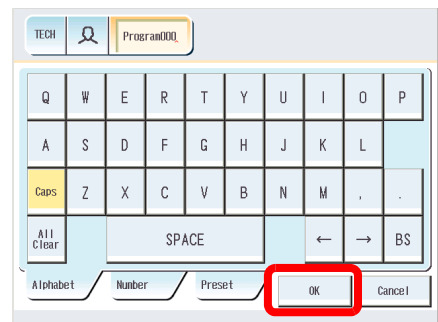 TECH Program000_
Q W E R T Y U I O P
A S D F G H J K L
Caps Z X C V B N M , .
All
Clear SPACE ← → BS
Alphabet Number Preset OK Cancel